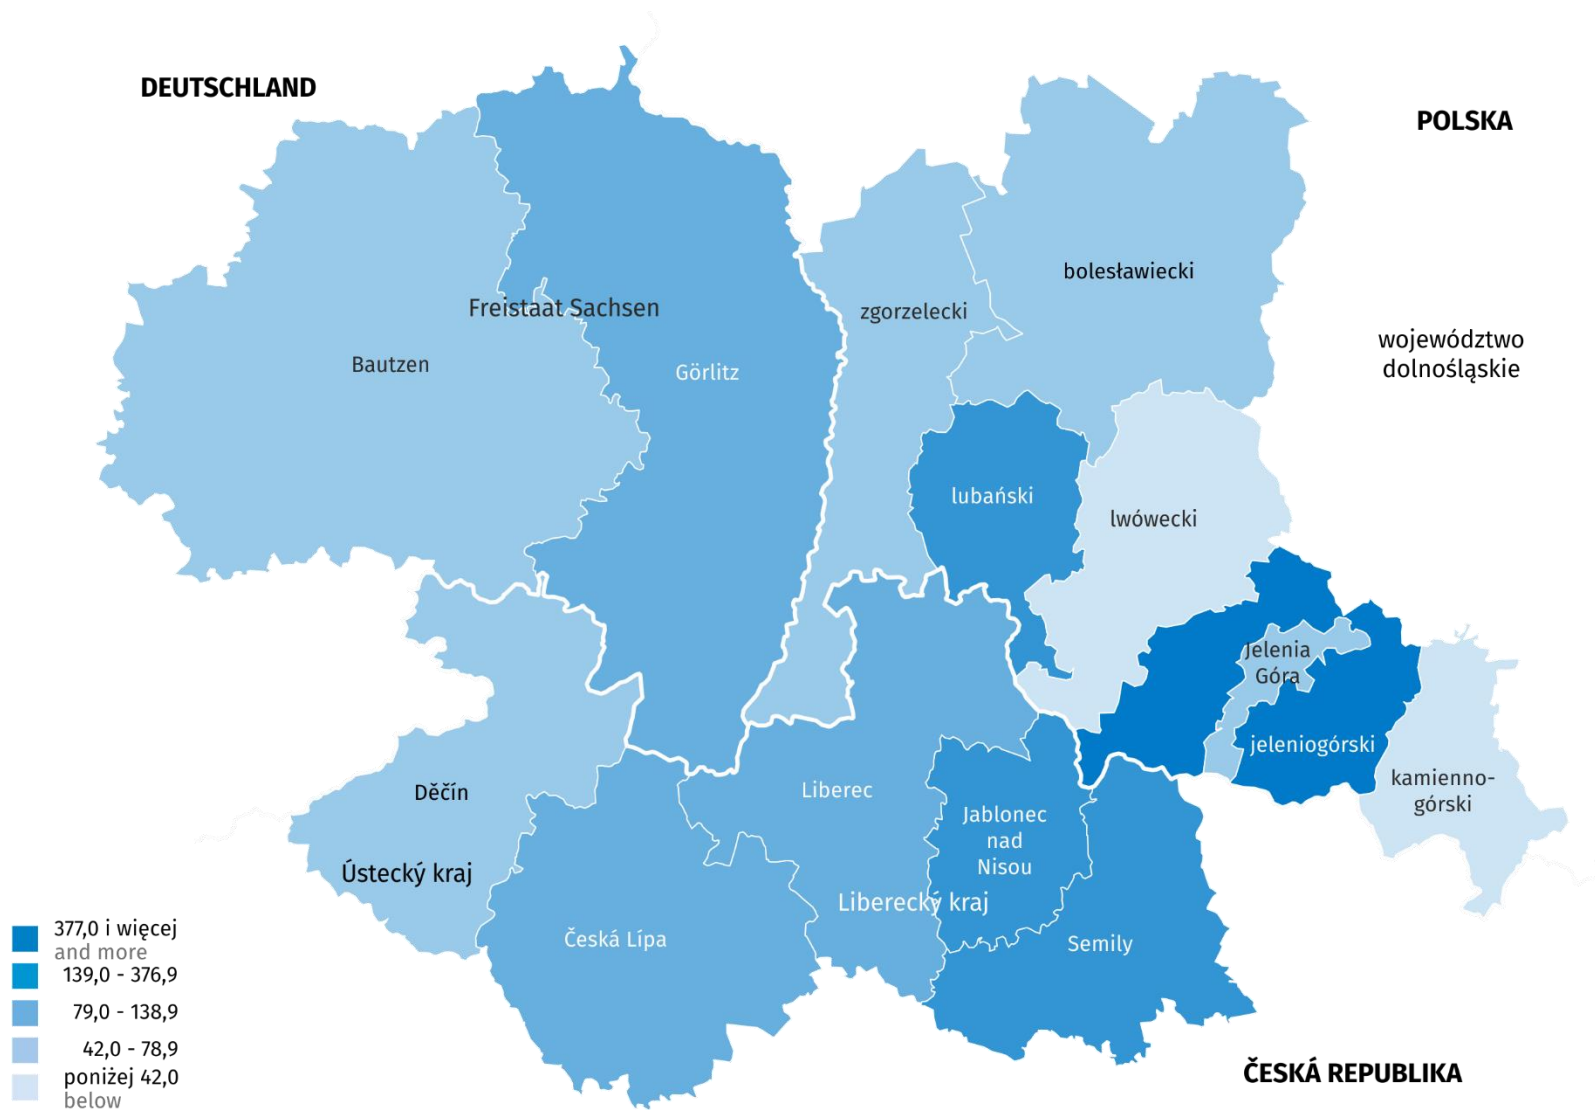 DEUTSCHLAND
POLSKA
bolesławiecki
Freistaat Sachsen
zgorzelecki
województwo
dolnośląskie
Bautzen
Görlitz
lubański
lwówecki
Jelenia
Góra
jeleniogórski
kamienno-
górski
Děčín
Liberec
Jablonec
nad
Nisou
Ústecký kraj
Liberecký kraj
Česká Lípa
Semily
377,0 i więcej
and more
139,0 - 376,9
79,0 - 138,9
42,0 - 78,9
poniżej 42,0
below
ČESKÁ REPUBLIKA